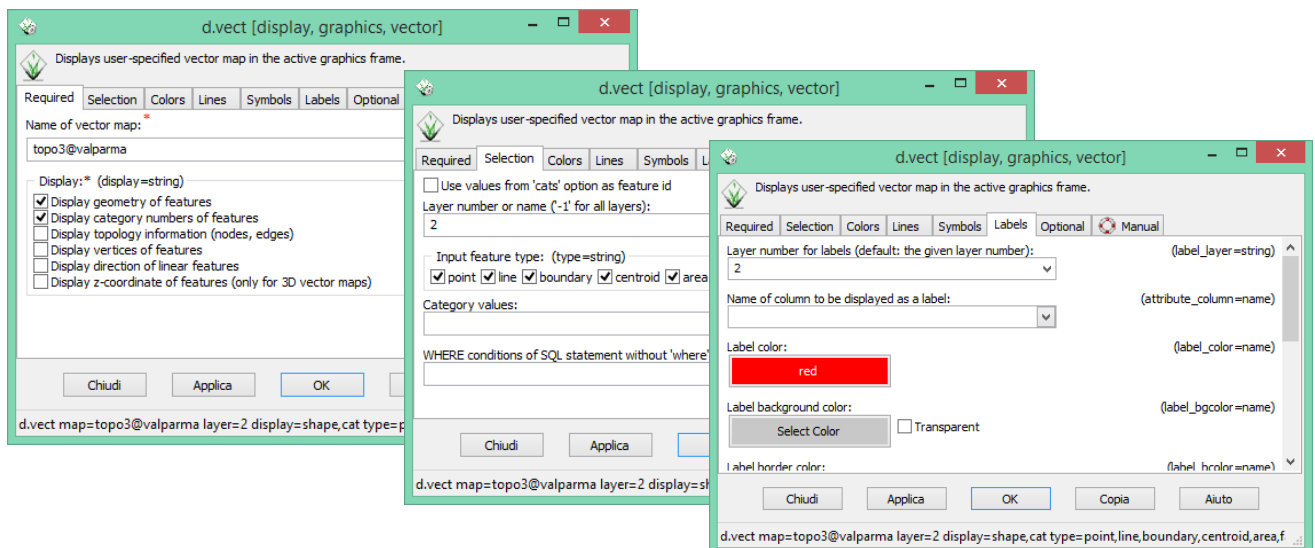 d.vect [display, graphics, vector]
Displays user-specified vector map in the active graphics frame.
Required Selection Colors Lines Symbols Labels Optional
Name of vector map:*
topo3@valparma
Display:* (display=string)
Display geometry of features
Display category numbers of features
Display topology information (nodes, edges)
Display vertices of features
Display direction of linear features
Display z-coordinate of features (only for 3D vector maps)
Chiudi Applica OK
d.vect map=topo3@valparma layer=2 display=shape,cat type=p
d.vect [display, graphics, vector]
Displays user-specified vector map in the active graphics frame.
Required Selection Colors Lines Symbols L
Use values from 'cats' option as feature id
Layer number or name ('-1' for all layers):
2
Input feature type: (type=string)
point line boundary centroid area
Category values:
WHERE conditions of SQL statement without 'where'
Chiudi Applica
d.vect map=topo3@valparma layer=2 display=sh
d.vect [display, graphics, vector]
Displays user-specified vector map in the active graphics frame.
Required Selection Colors Lines Symbols Labels Optional Manual
Layer number for labels (default: the given layer number): (label_layer=string)
2
Name of column to be displayed as a label: (attribute_column=name)
Label color: (label_color=name)
red
Label background color: (label_bgcolor=name)
Select Color Transparent
Label border color: (label_bcolor=name)
Chiudi Applica OK Copia Aiuto
d.vect map=topo3@valparma layer=2 display=shape,cat type=point,line,boundary,centroid,area,f